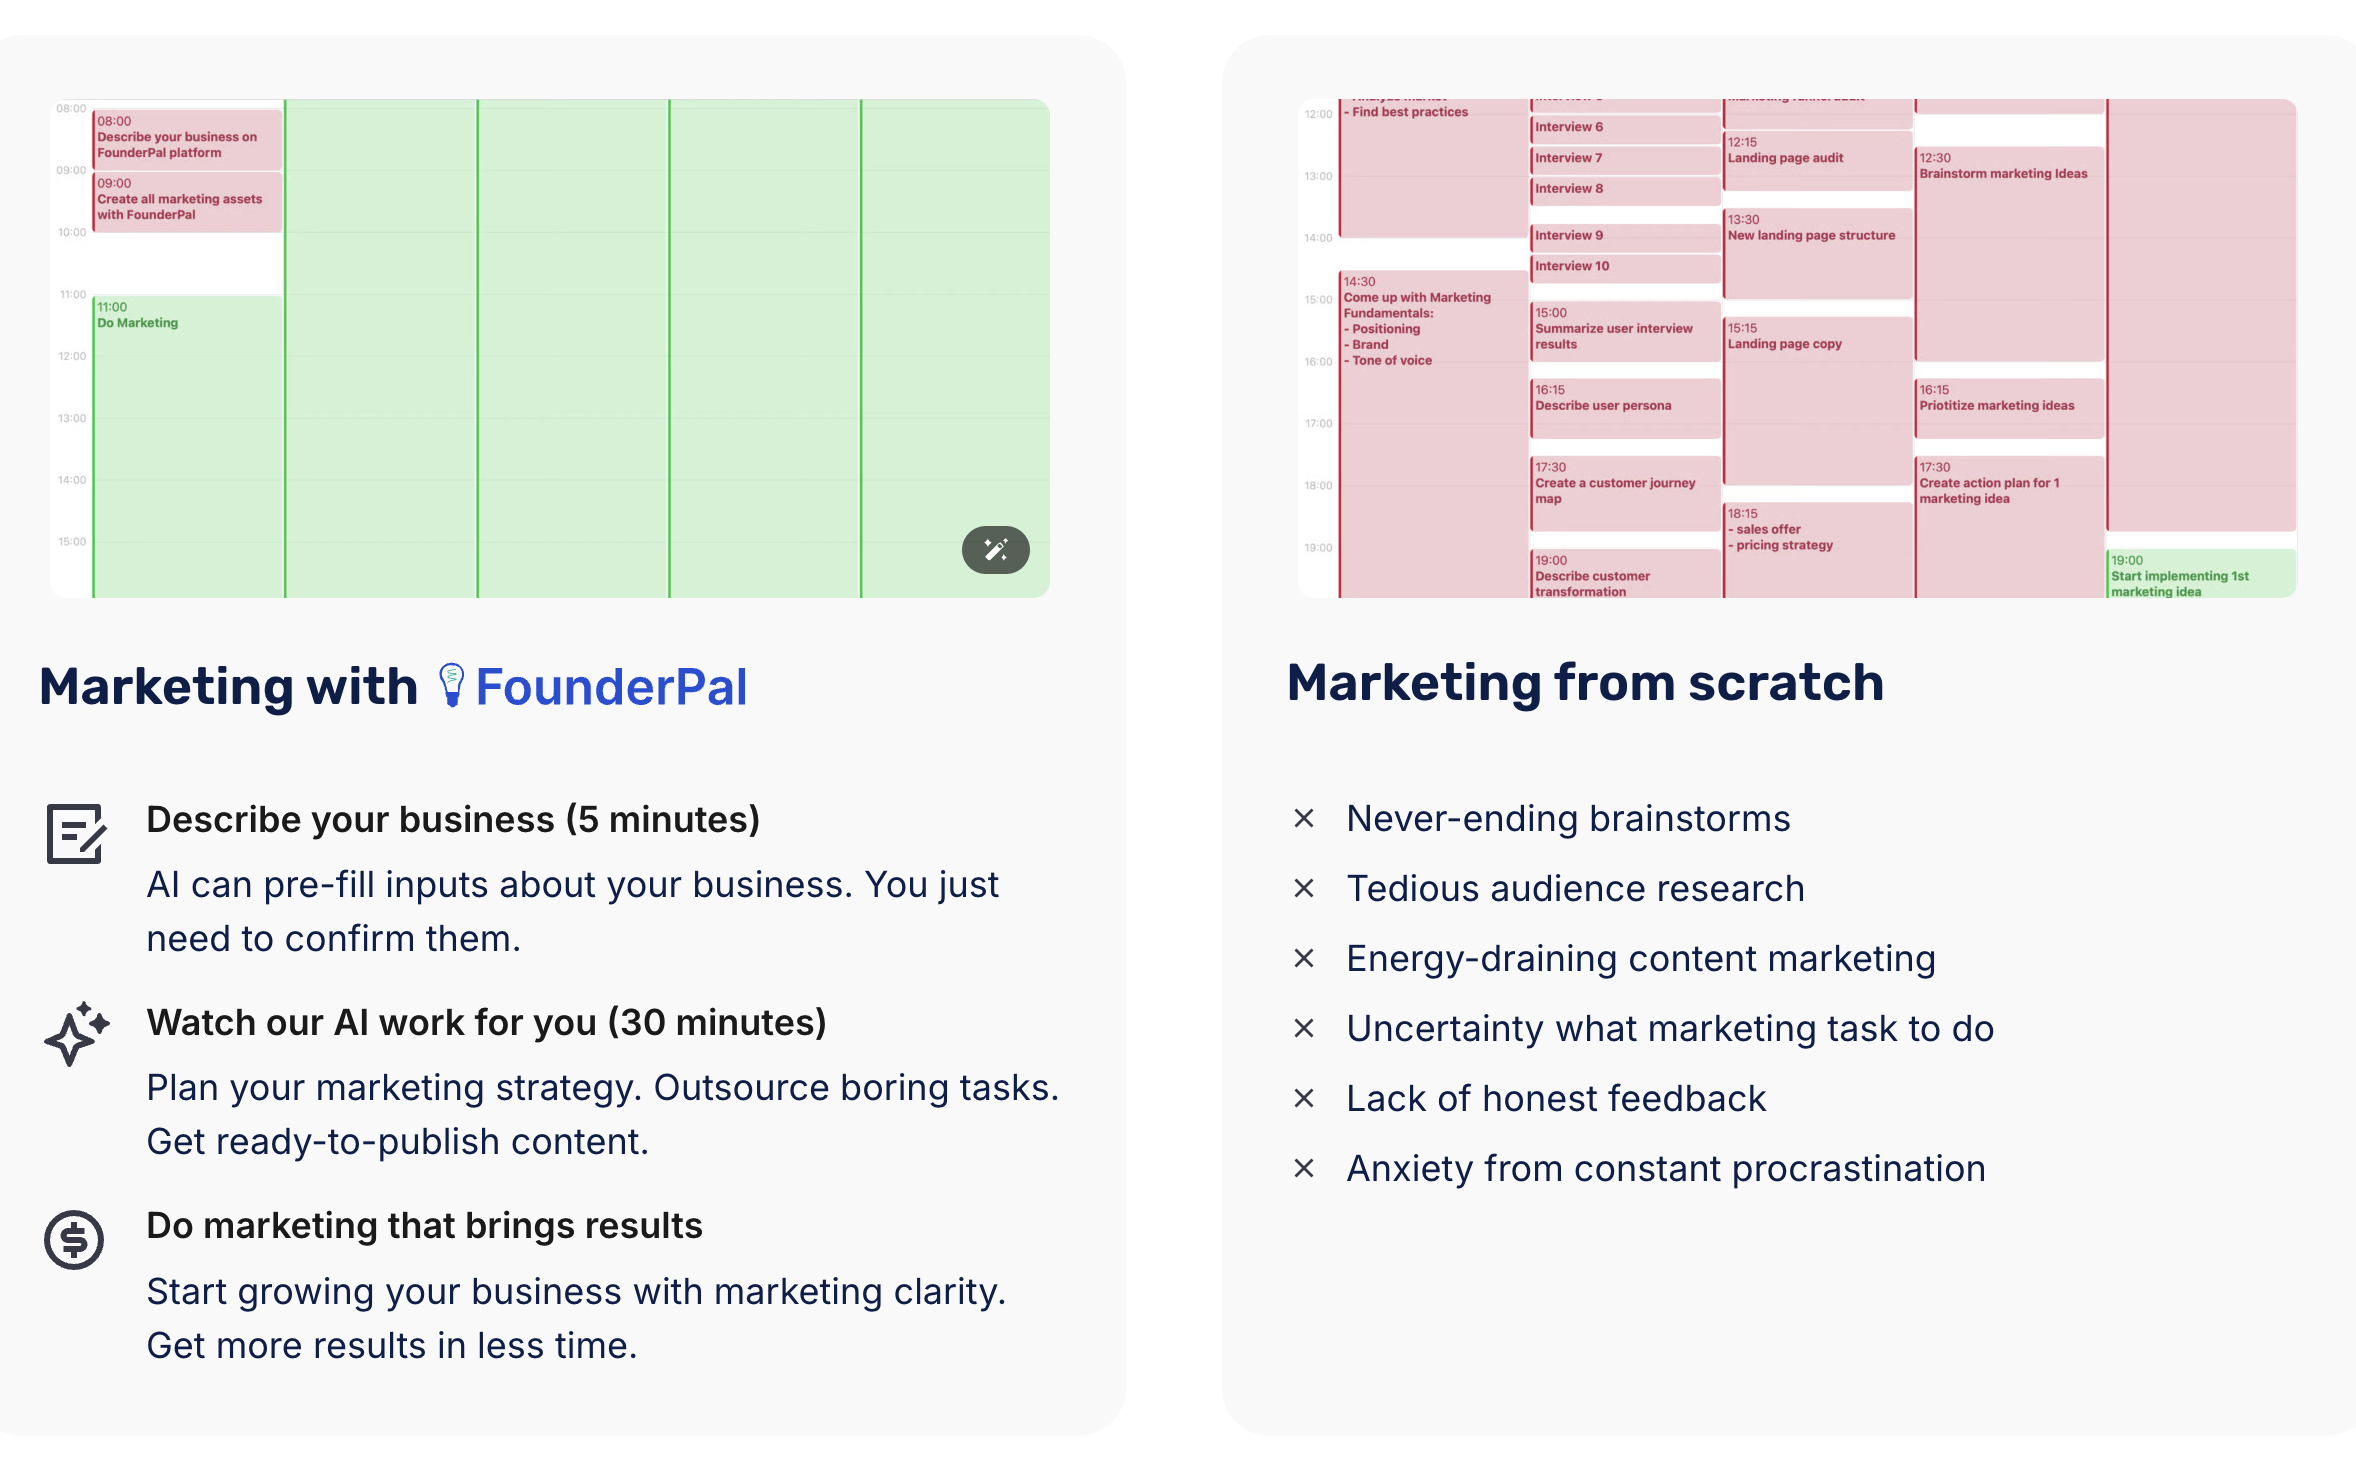 08:00
08:00
Describe your business on
FounderPal platform
09:00
09:00
Create all marketing assets
with FounderPal
10:00
11:00
11:00
Do Marketing
12:00
13:00
14:00
15:00
Marketing with FounderPal
Describe your business (5 minutes)
AI can pre-fill inputs about your business. You just
need to confirm them.
Watch our AI work for you (30 minutes)
Plan your marketing strategy. Outsource boring tasks.
Get ready-to-publish content.
Do marketing that brings results
Start growing your business with marketing clarity.
Get more results in less time.
12:00
13:00
14:00
15:00
16:00
17:00
18:00
19:00
- Find best practices
14:30
Come up with Marketing
Fundamentals:
- Positioning
- Brand
- Tone of voice
Interview 6
Interview 7
Interview 8
Interview 9
Interview 10
15:00
Summarize user interview
results
16:15
Describe user persona
17:30
Create a customer journey
map
19:00
Describe customer
transformation
12:15
Landing page audit
13:30
New landing page structure
15:15
Landing page copy
18:15
- sales offer
- pricing strategy
12:30
Brainstorm marketing Ideas
16:15
Priotitize marketing ideas
17:30
Create action plan for 1
marketing idea
19:00
Start implementing 1st
marketing idea
Marketing from scratch
× Never-ending brainstorms
× Tedious audience research
× Energy-draining content marketing
× Uncertainty what marketing task to do
× Lack of honest feedback
× Anxiety from constant procrastination